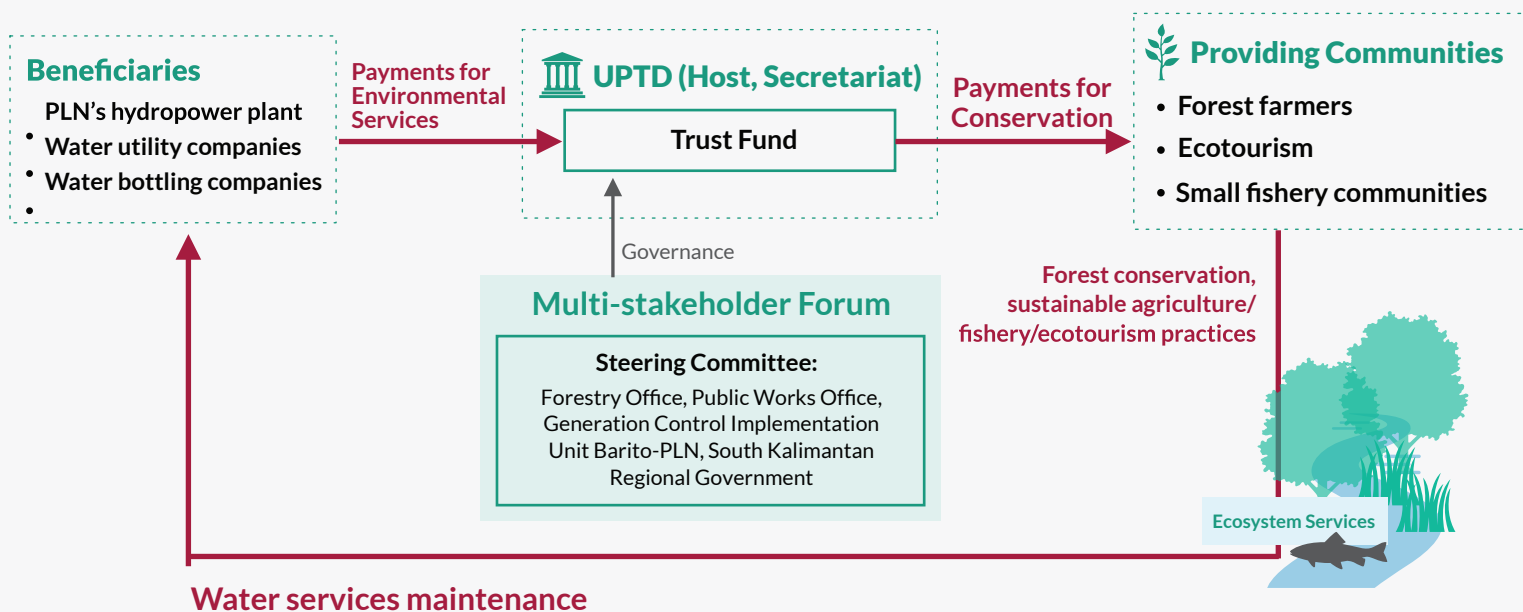 Beneficiaries
PLN's hydropower plant
Water utility companies
Water bottling companies
Payments for
Environmental
Services
UPTD (Host, Secretariat)
Trust Fund
Payments for
Conservation
Providing Communities
• Forest farmers
• Ecotourism
• Small fishery communities
Governance
Multi-stakeholder Forum
Steering Committee:
Forestry Office, Public Works Office,
Generation Control Implementation
Unit Barito-PLN, South Kalimantan
Regional Government
Forest conservation,
sustainable agriculture/
fishery/ecotourism practices
Ecosystem Services
Water services maintenance